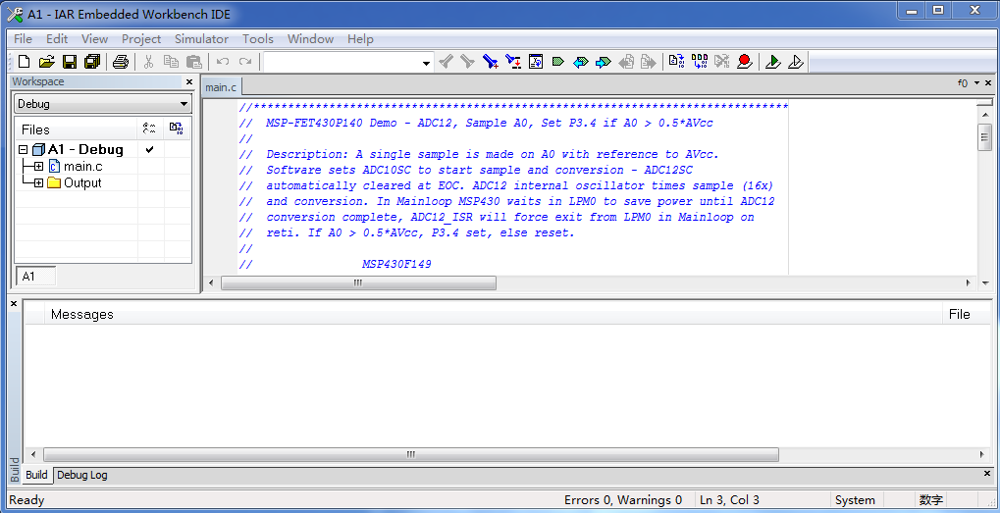 A1 - IAR Embedded Workbench IDE
File Edit View Project Simulator Tools Window Help
Workspace
Debug
Files
A1 - Debug
main.c
Output
A1
main.c
f()
//******************************************************************************
// MSP-FET430P140 Demo - ADC12, Sample A0, Set P3.4 if A0 > 0.5*AVcc
//
// Description: A single sample is made on A0 with reference to AVcc.
// Software sets ADC10SC to start sample and conversion - ADC12SC
// automatically cleared at EOC. ADC12 internal oscillator times sample (16x)
// and conversion. In Mainloop MSP430 waits in LPM0 to save power until ADC12
// conversion complete, ADC12_ISR will force exit from LPM0 in Mainloop on
// reti. If A0 > 0.5*AVcc, P3.4 set, else reset.
//
// MSP430F149
Messages File
Build
Build Debug Log
Ready Errors 0, Warnings 0 Ln 3, Col 3 System 数字